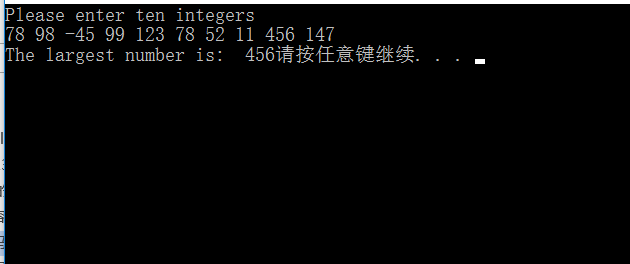 Please enter ten integers
78 98 -45 99 123 78 52 11 456 147
The largest number is:  456请按任意键继续. . .